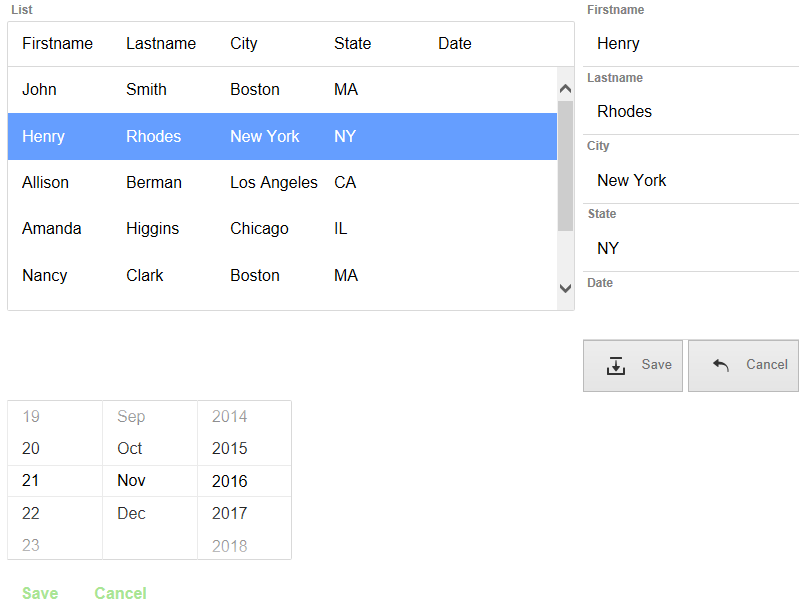 List
Firstname Lastname City State Date
John Smith Boston MA
Henry Rhodes New York NY
Allison Berman Los Angeles CA
Amanda Higgins Chicago IL
Nancy Clark Boston MA
Firstname
Henry
Lastname
Rhodes
City
New York
State
NY
Date
Save Cancel
19 Sep 2014
20 Oct 2015
21 Nov 2016
22 Dec 2017
23 2018
Save Cancel